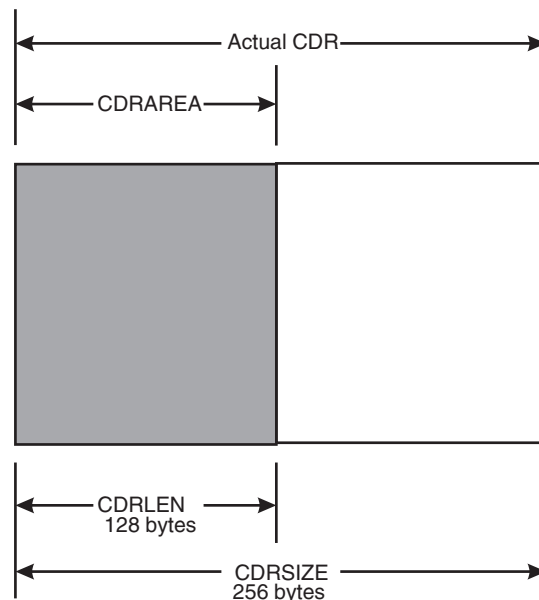 Actual CDR
CDRAREA
CDRLEN
128 bytes
CDRSIZE
256 bytes